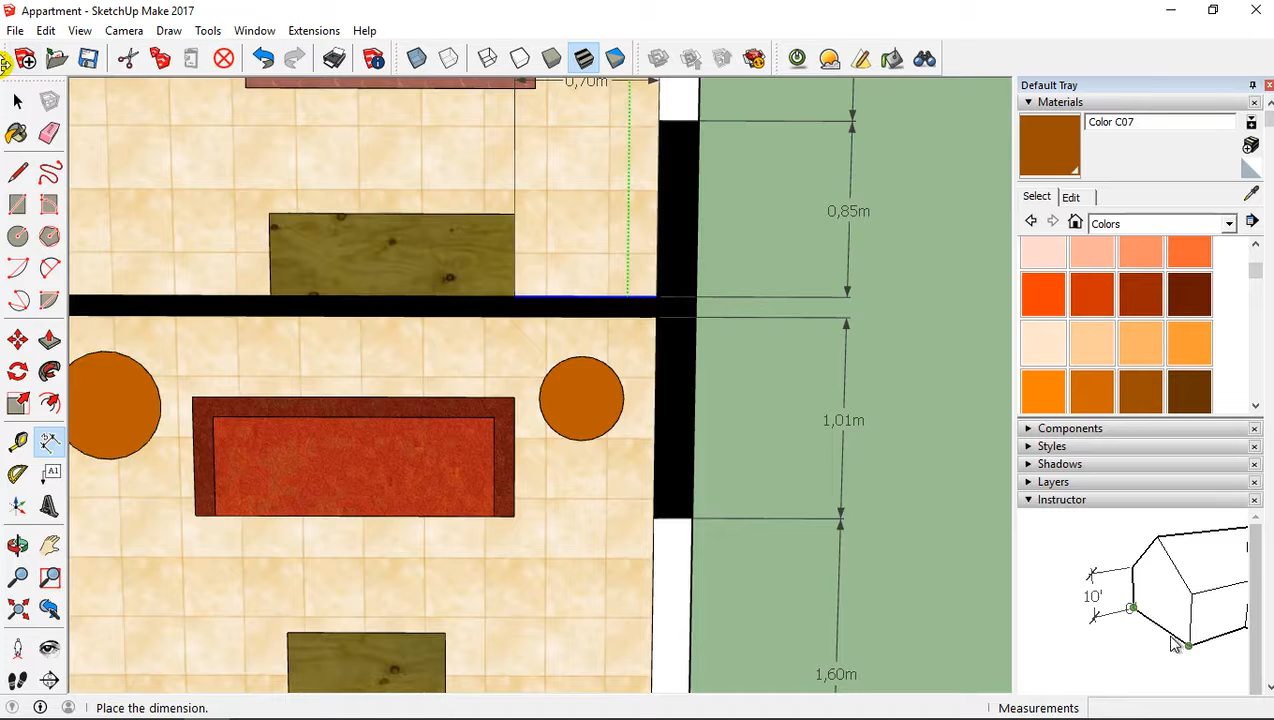 Appartment - SketchUp Make 2017
File Edit View Camera Draw Tools Window Extensions Help
Default Tray
Materials
Color C07
Select Edit
Colors
0,70m
0,85m
1,01m
1,60m
A1
Components
Styles
Shadows
Layers
Instructor
10'
Place the dimension.
Measurements